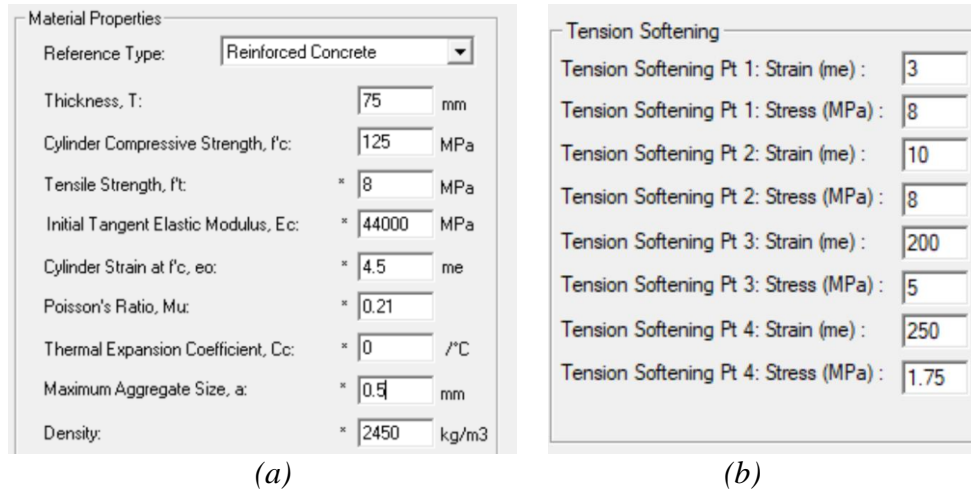 Material Properties
Reference Type: Reinforced Concrete
Thickness, T: 75 mm
Cylinder Compressive Strength, f'c: 125 MPa
Tensile Strength, f't: * 8 MPa
Initial Tangent Elastic Modulus, Ec: * 44000 MPa
Cylinder Strain at f'c, eo: * 4.5 me
Poisson's Ratio, Mu: * 0.21
Thermal Expansion Coefficient, Cc: * 0 /°C
Maximum Aggregate Size, a: * 0.5 mm
Density: * 2450 kg/m3
(a)
Tension Softening
Tension Softening Pt 1: Strain (me) : 3
Tension Softening Pt 1: Stress (MPa) : 8
Tension Softening Pt 2: Strain (me) : 10
Tension Softening Pt 2: Stress (MPa) : 8
Tension Softening Pt 3: Strain (me) : 200
Tension Softening Pt 3: Stress (MPa) : 5
Tension Softening Pt 4: Strain (me) : 250
Tension Softening Pt 4: Stress (MPa) : 1.75
(b)